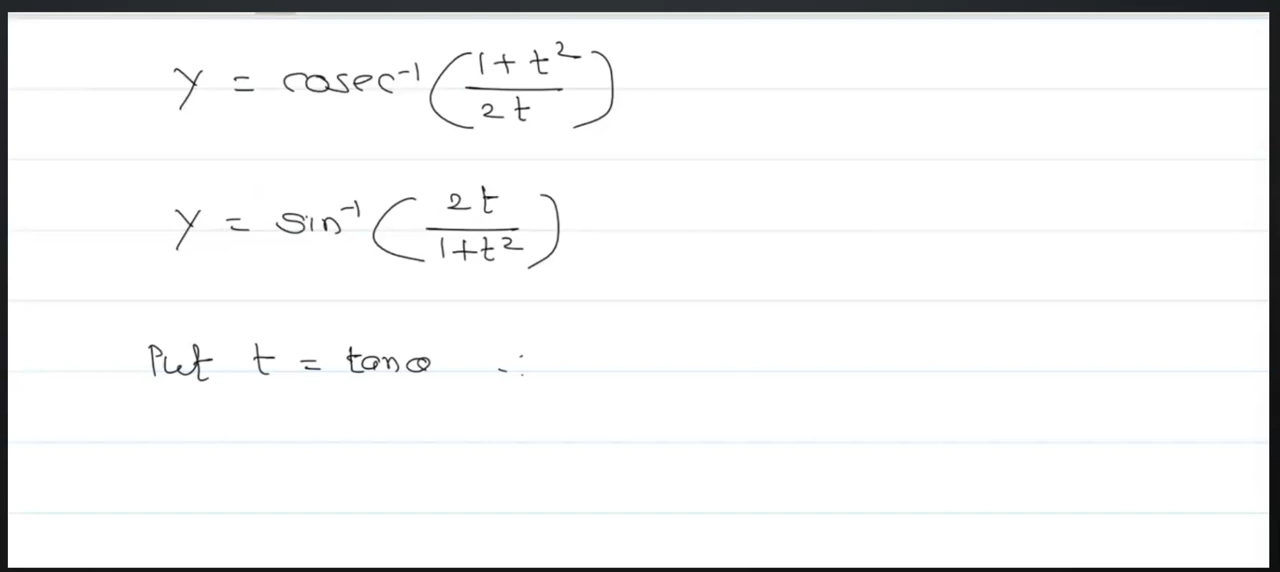 y = cosec⁻¹ ( (1+t²) / (2t) )
y = sin⁻¹ ( (2t) / (1+t²) )
Put t = tanθ ∴